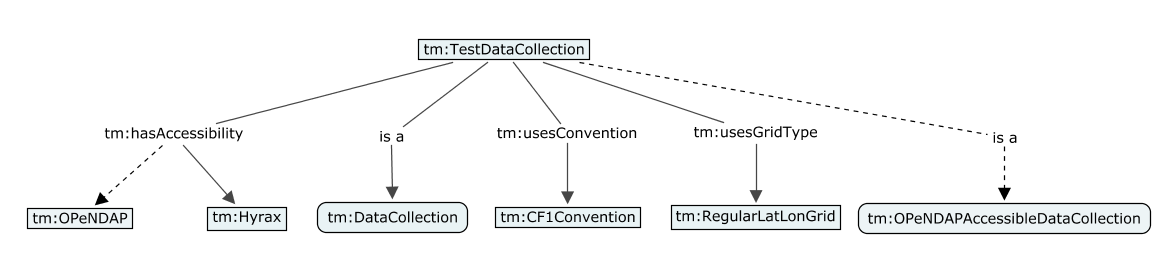 tm:TestDataCollection
tm:hasAccessibility
is a
tm:usesConvention
tm:usesGridType
is a
tm:OPeNDAP
tm:Hyrax
tm:DataCollection
tm:CF1Convention
tm:RegularLatLonGrid
tm:OPeNDAPAccessibleDataCollection